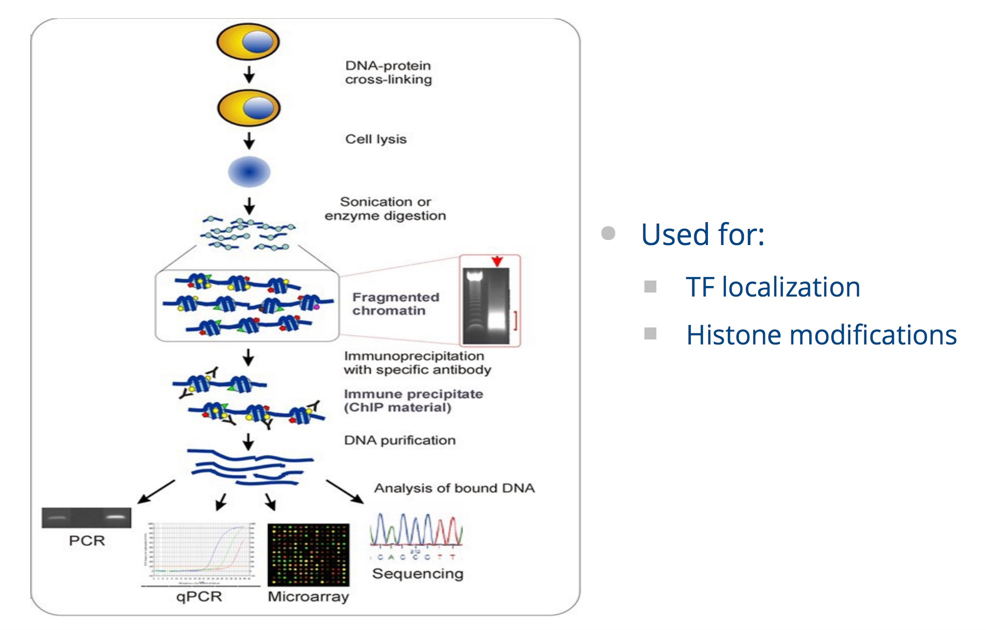 DNA-protein
cross-linking
Cell lysis
Sonication or
enzyme digestion
Fragmented
chromatin
Immunoprecipitation
with specific antibody
Immune precipitate
(ChIP material)
DNA purification
Analysis of bound DNA
PCR
qPCR
Microarray
G A G C G T T
Sequencing
Used for:
TF localization
Histone modifications